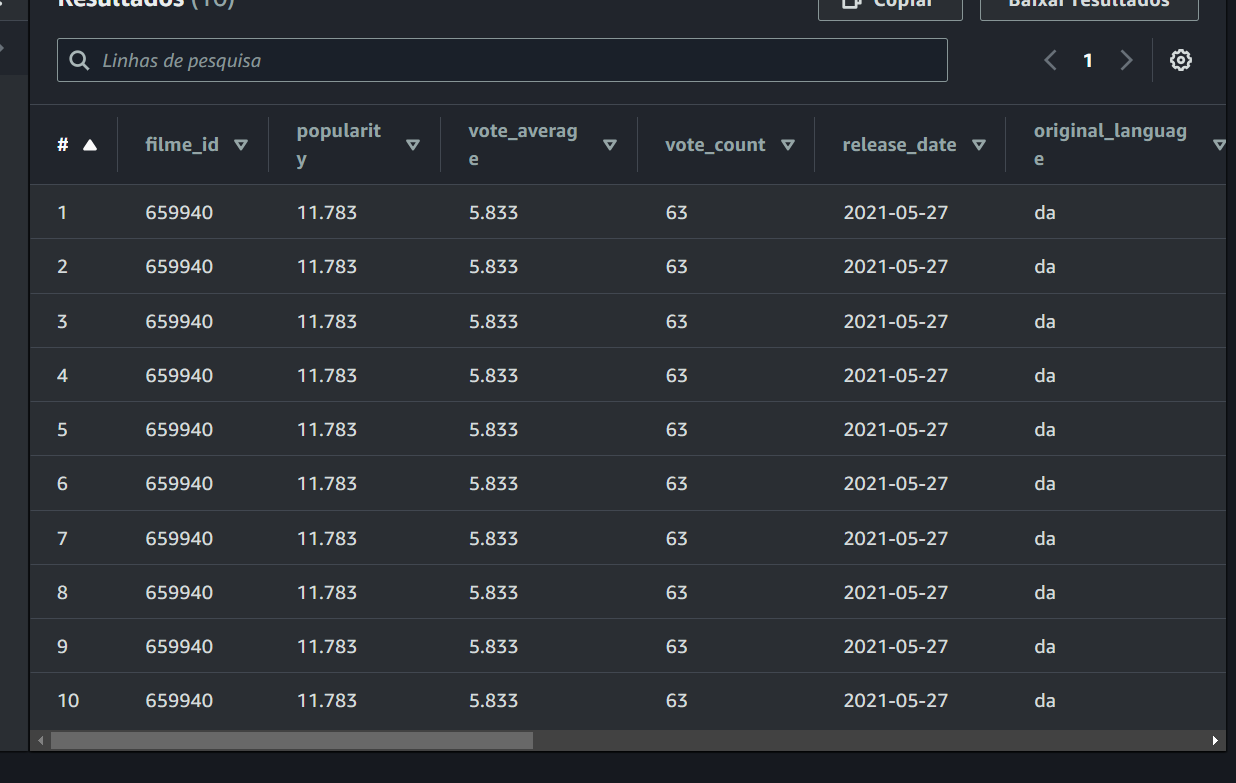 Resultados (10)
Copiar
Baixar resultados
Linhas de pesquisa
1
# filme_id popularit
y vote_averag
e vote_count release_date original_languag
e
1 659940 11.783 5.833 63 2021-05-27 da
2 659940 11.783 5.833 63 2021-05-27 da
3 659940 11.783 5.833 63 2021-05-27 da
4 659940 11.783 5.833 63 2021-05-27 da
5 659940 11.783 5.833 63 2021-05-27 da
6 659940 11.783 5.833 63 2021-05-27 da
7 659940 11.783 5.833 63 2021-05-27 da
8 659940 11.783 5.833 63 2021-05-27 da
9 659940 11.783 5.833 63 2021-05-27 da
10 659940 11.783 5.833 63 2021-05-27 da